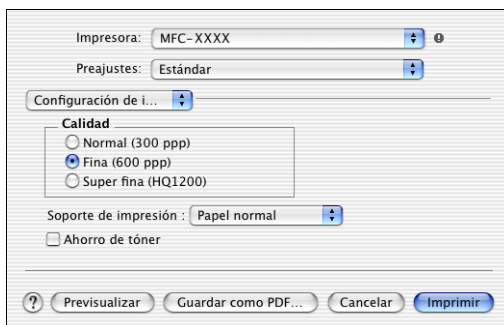 Impresora: MFC-XXXX
Preajustes: Estándar
Configuración de i...
Calidad
Normal (300 ppp)
Fina (600 ppp)
Super fina (HQ1200)
Soporte de impresión : Papel normal
Ahorro de tóner
? Previsualizar Guardar como PDF... Cancelar Imprimir